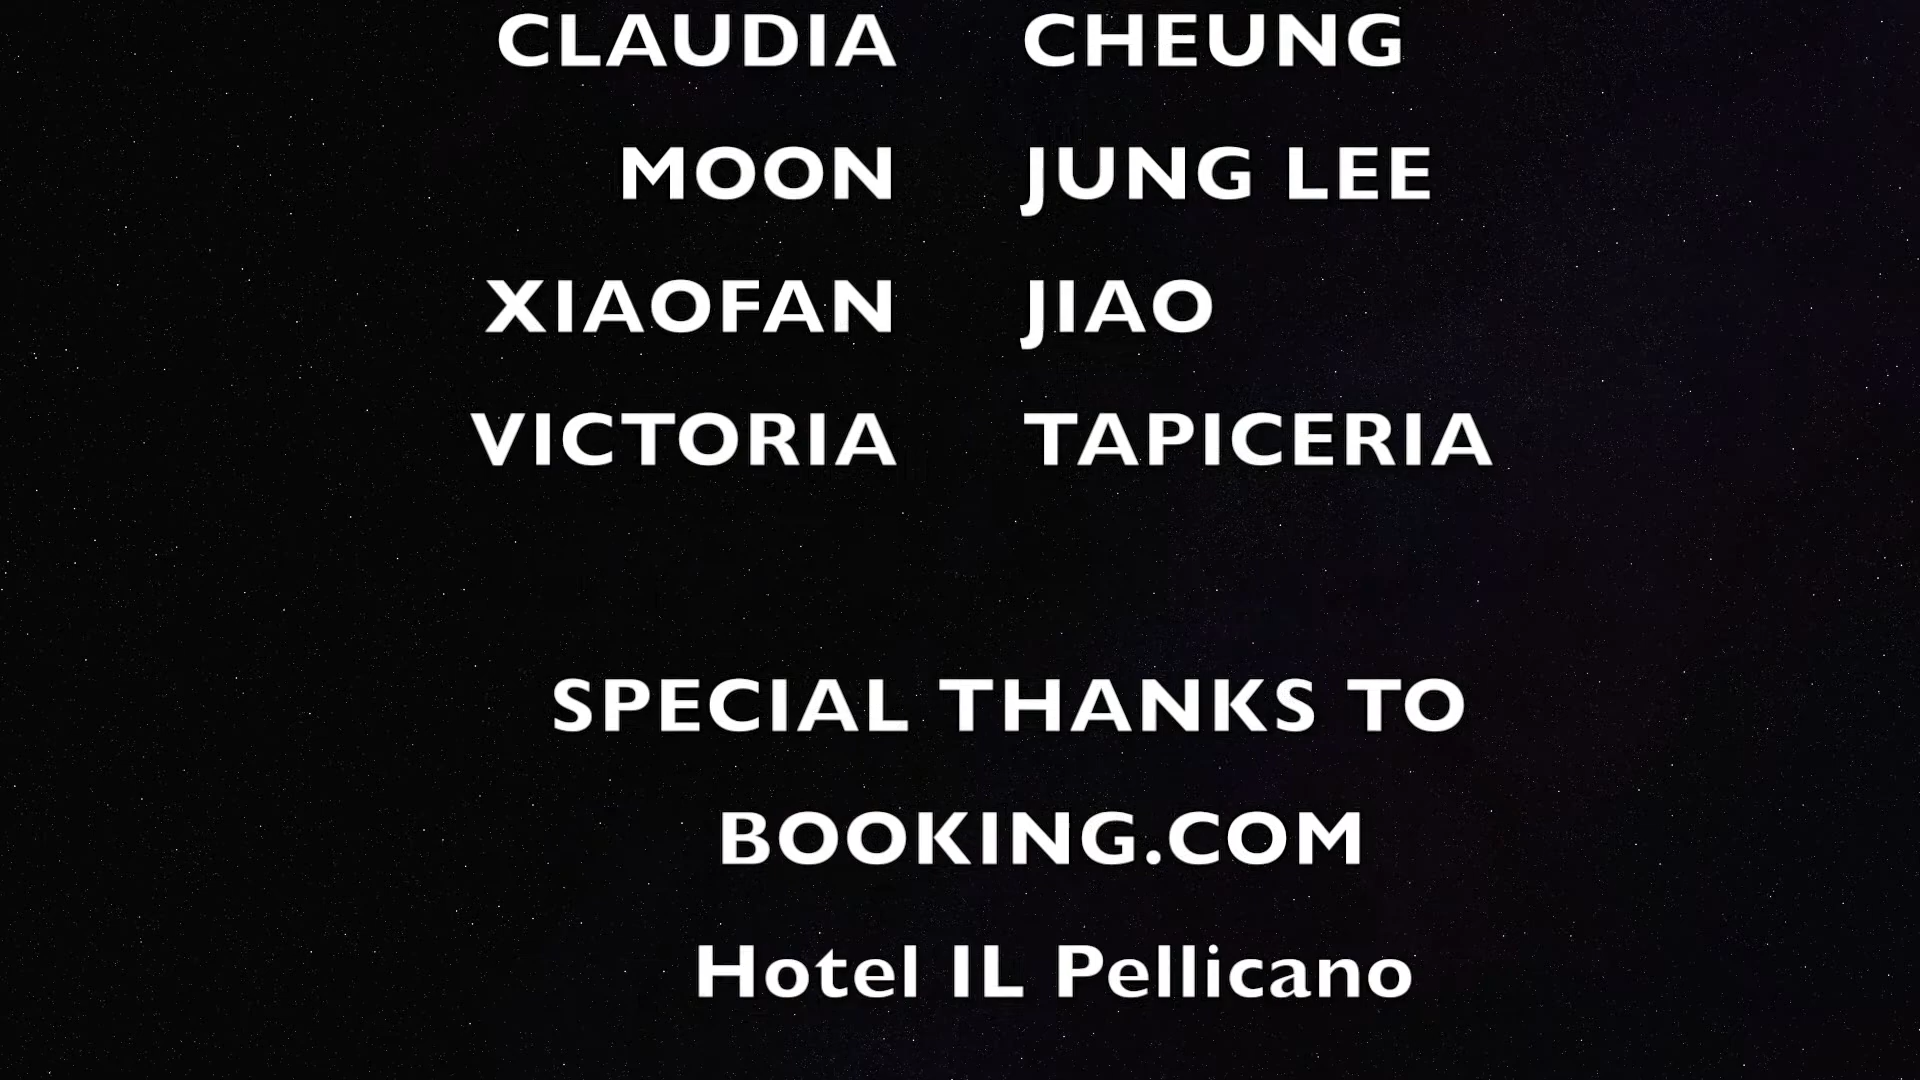 CLAUDIA CHEUNG
MOON JUNG LEE
XIAOFAN JIAO
VICTORIA TAPICERIA
SPECIAL THANKS TO
BOOKING.COM
Hotel IL Pellicano